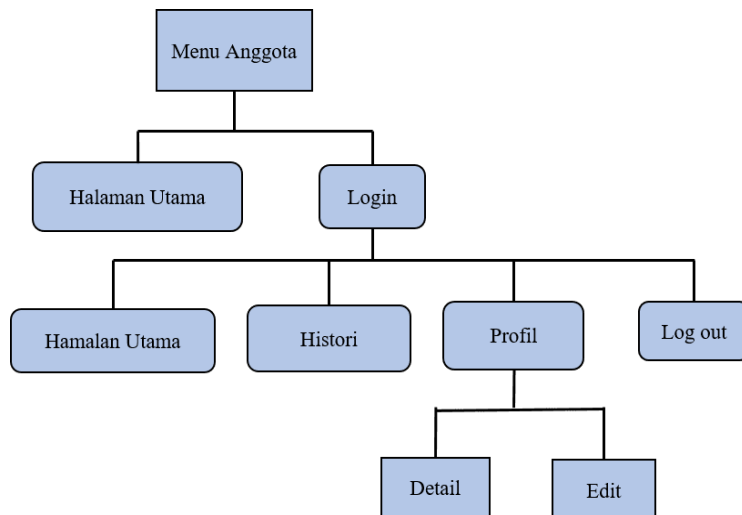 Menu Anggota
Halaman Utama
Login
Hamalan Utama
Histori
Profil
Log out
Detail
Edit